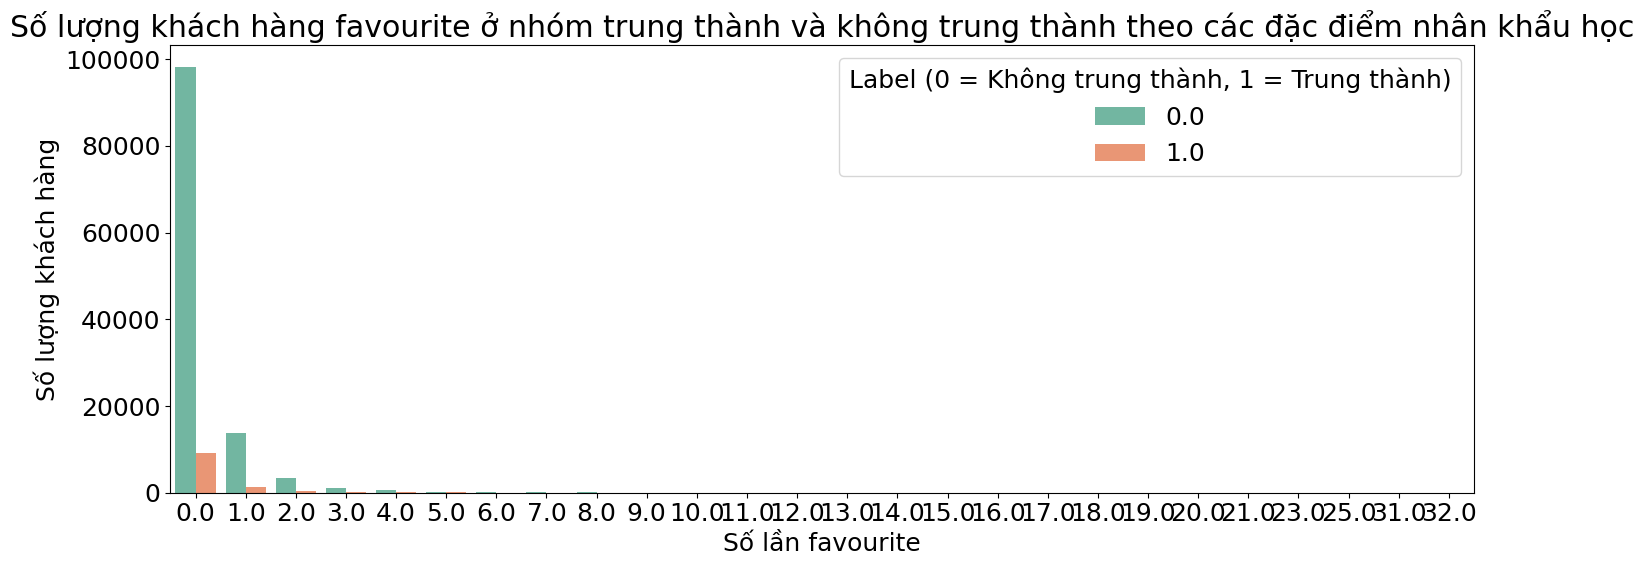 Số lượng khách hàng favourite ở nhóm trung thành và không trung thành theo các đặc điểm nhân khẩu học
Label (0 = Không trung thành, 1 = Trung thành)
0.0
1.0
Số lượng khách hàng
100000
80000
60000
40000
20000
0
0.0 1.0 2.0 3.0 4.0 5.0 6.0 7.0 8.0 9.0 10.0 11.0 12.0 13.0 14.0 15.0 16.0 17.0 18.0 19.0 20.0 21.0 23.0 25.0 31.0 32.0
Số lần favourite